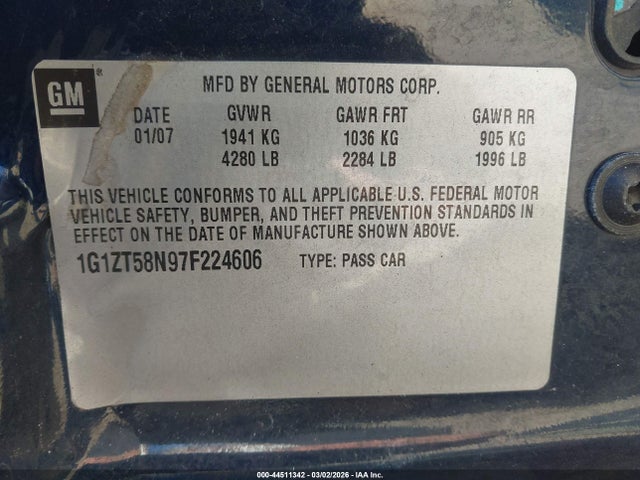 GM®
MFD BY GENERAL MOTORS CORP.
DATE GVWR GAWR FRT GAWR RR
01/07 1941 KG 1036 KG 905 KG
4280 LB 2284 LB 1996 LB
THIS VEHICLE CONFORMS TO ALL APPLICABLE U.S. FEDERAL MOTOR
VEHICLE SAFETY, BUMPER, AND THEFT PREVENTION STANDARDS IN
EFFECT ON THE DATE OF MANUFACTURE SHOWN ABOVE.
1G1ZT58N97F224606 TYPE: PASS CAR
000-44511342 - 03/02/2026 - IAA Inc.